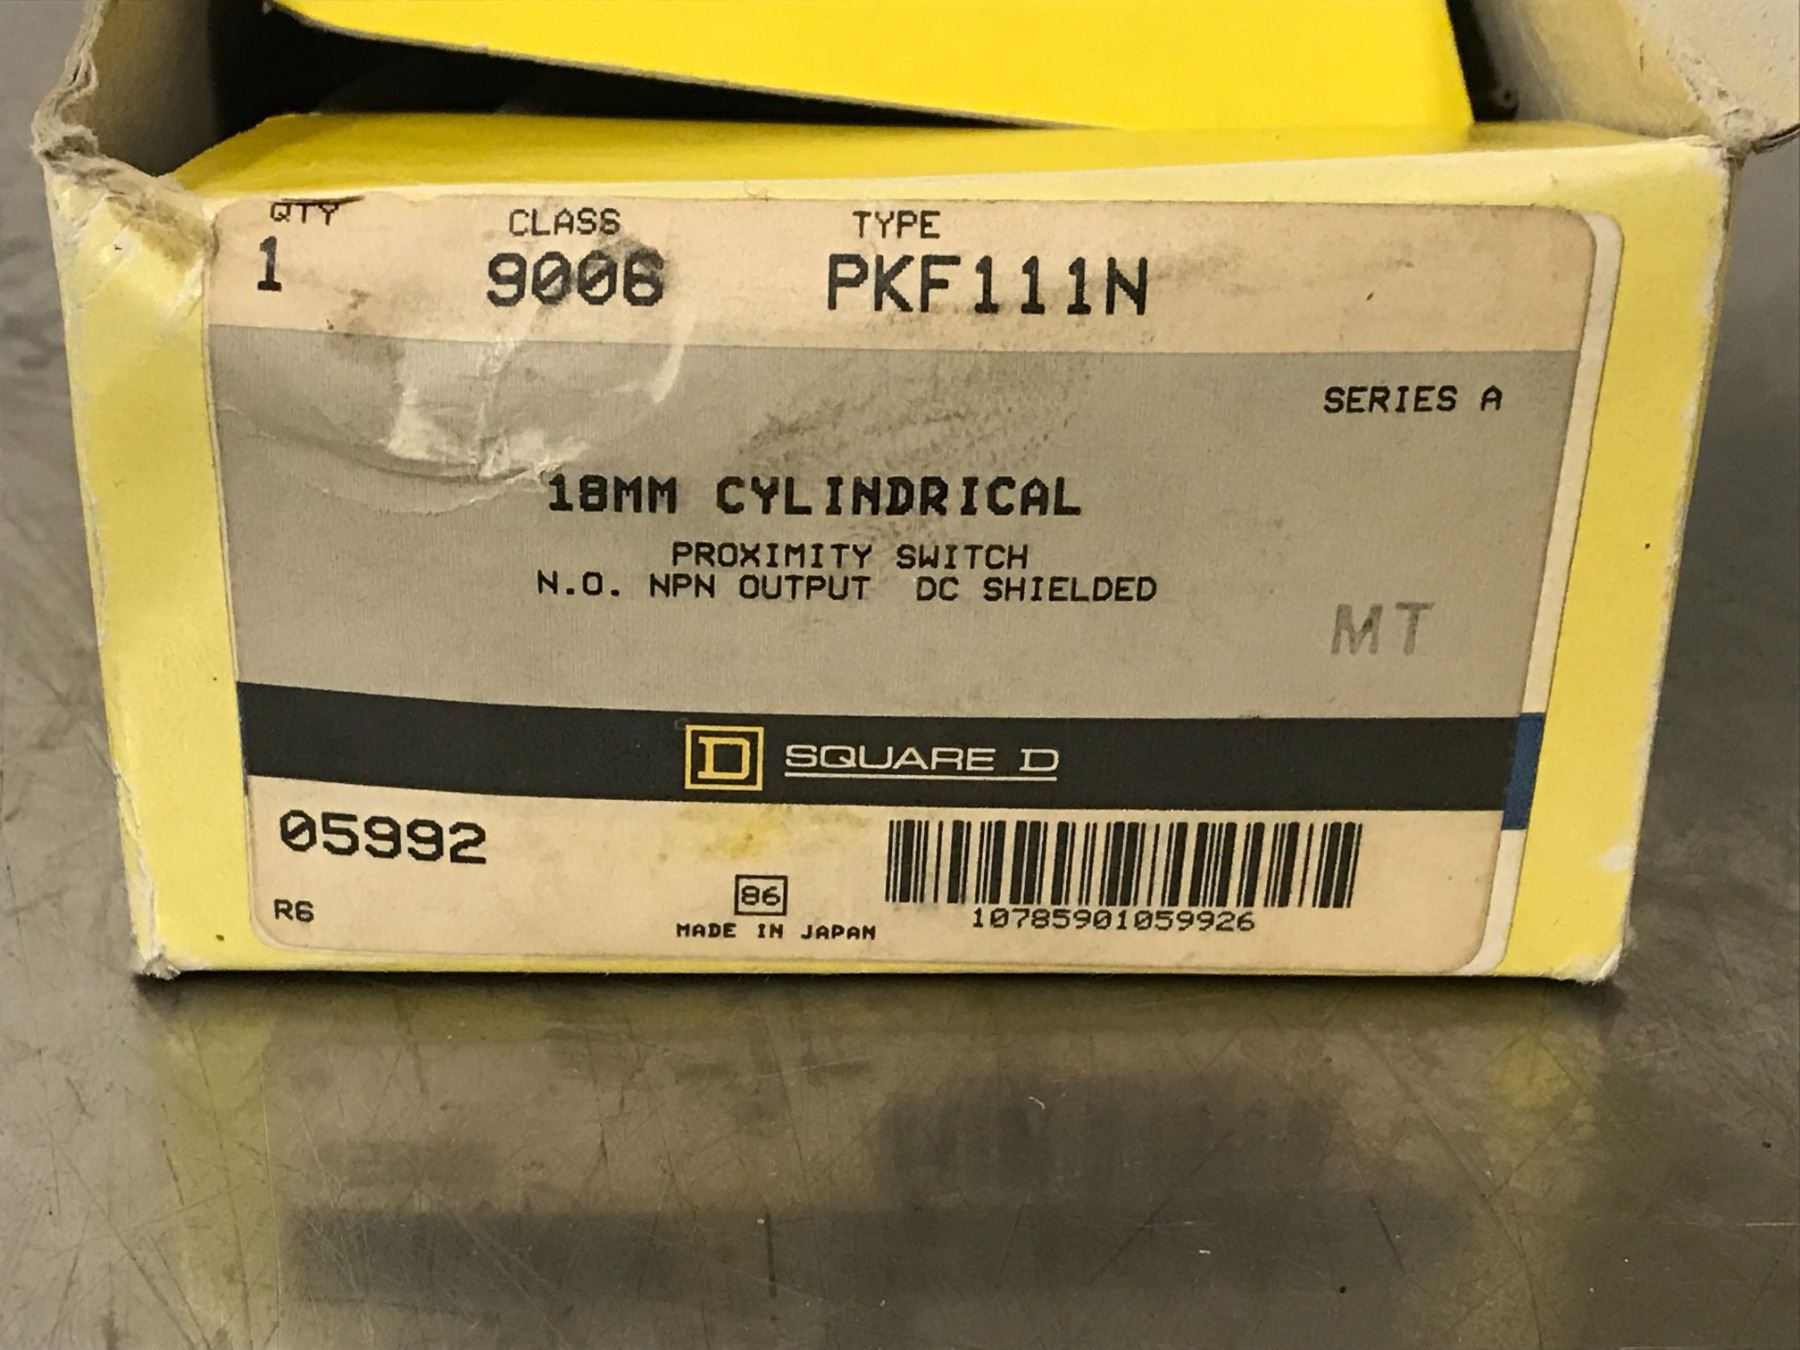 QTY CLASS TYPE
1 9006 PKF111N
SERIES A
18MM CYLINDRICAL
PROXIMITY SWITCH
N.O. NPN OUTPUT DC SHIELDED
MT
D SQUARE D
05992
86
R6
MADE IN JAPAN
10785901059926